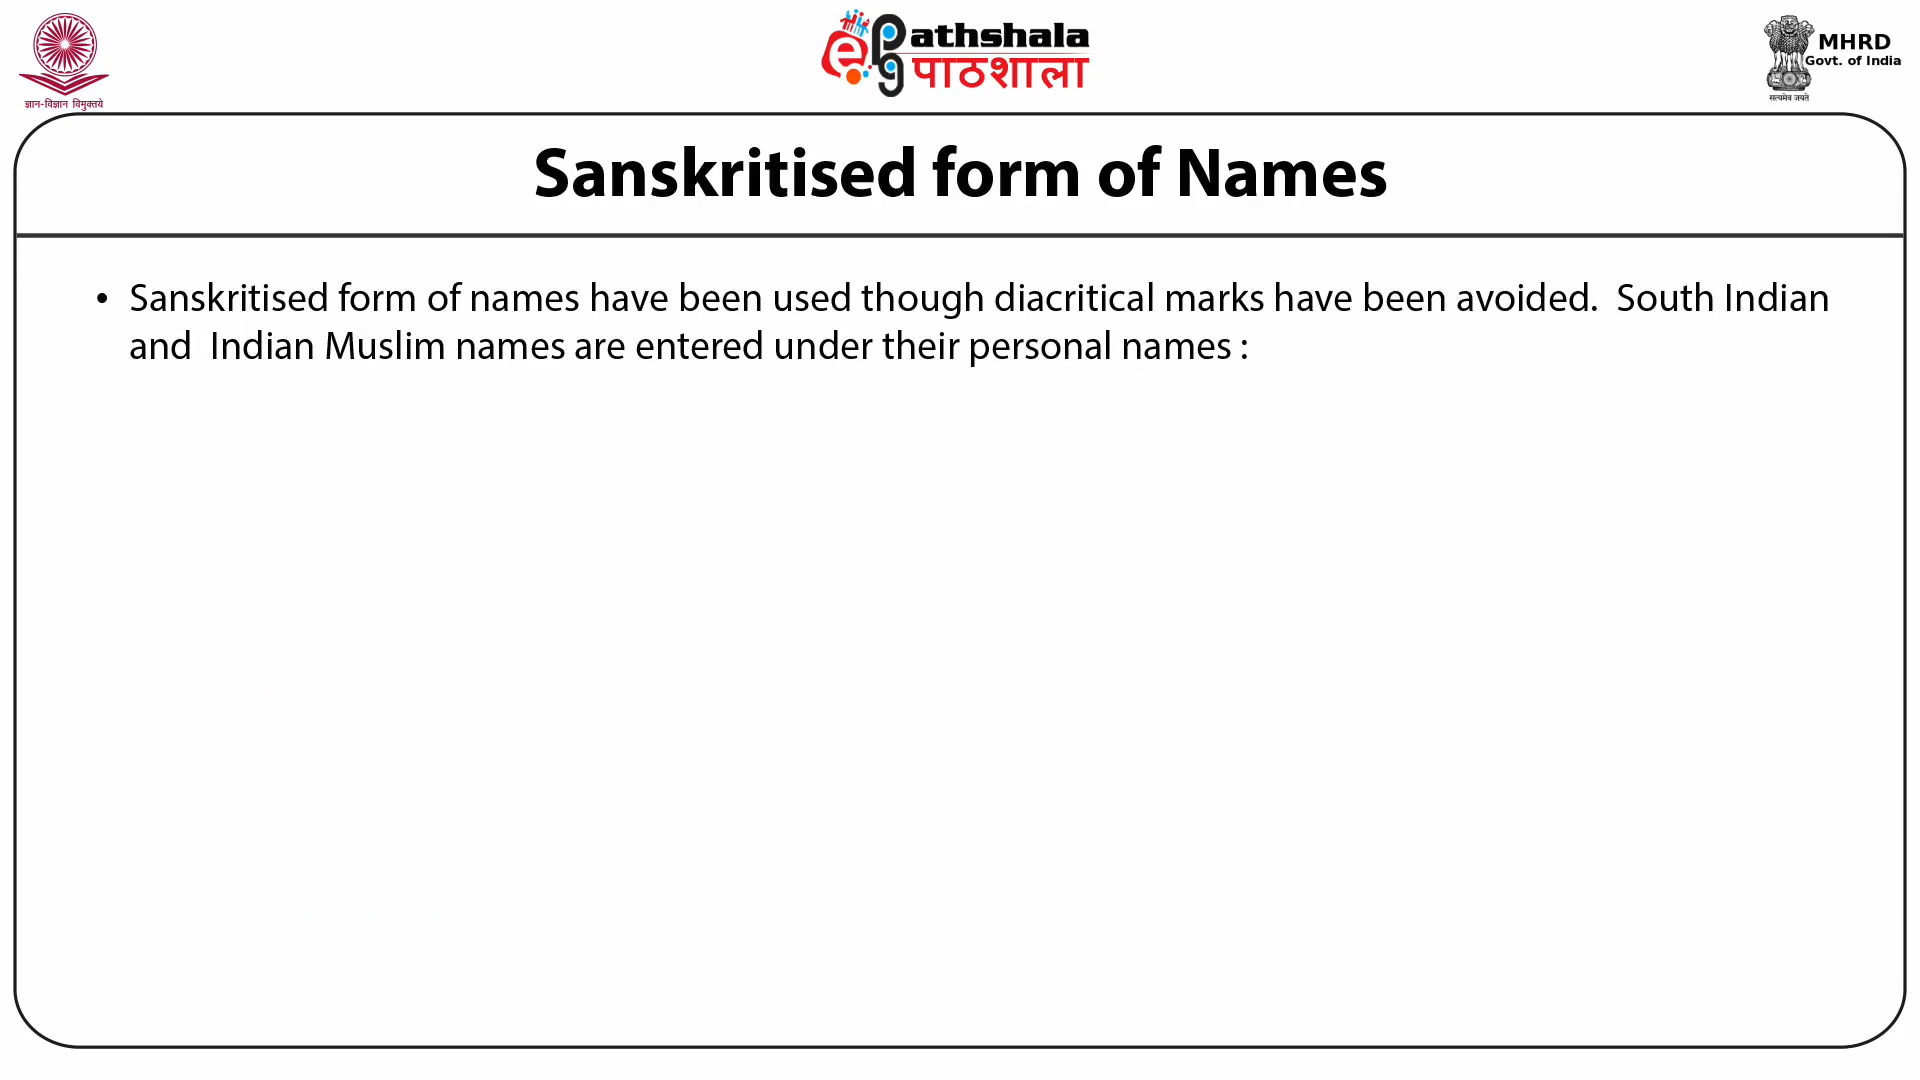 ज्ञान-विज्ञान विमुक्तये
e
Pathshala
पाठशाला
pg
MHRD
Govt. of India
सत्यमेव जयते
Sanskritised form of Names
• Sanskritised form of names have been used though diacritical marks have been avoided.  South Indian
and  Indian Muslim names are entered under their personal names :